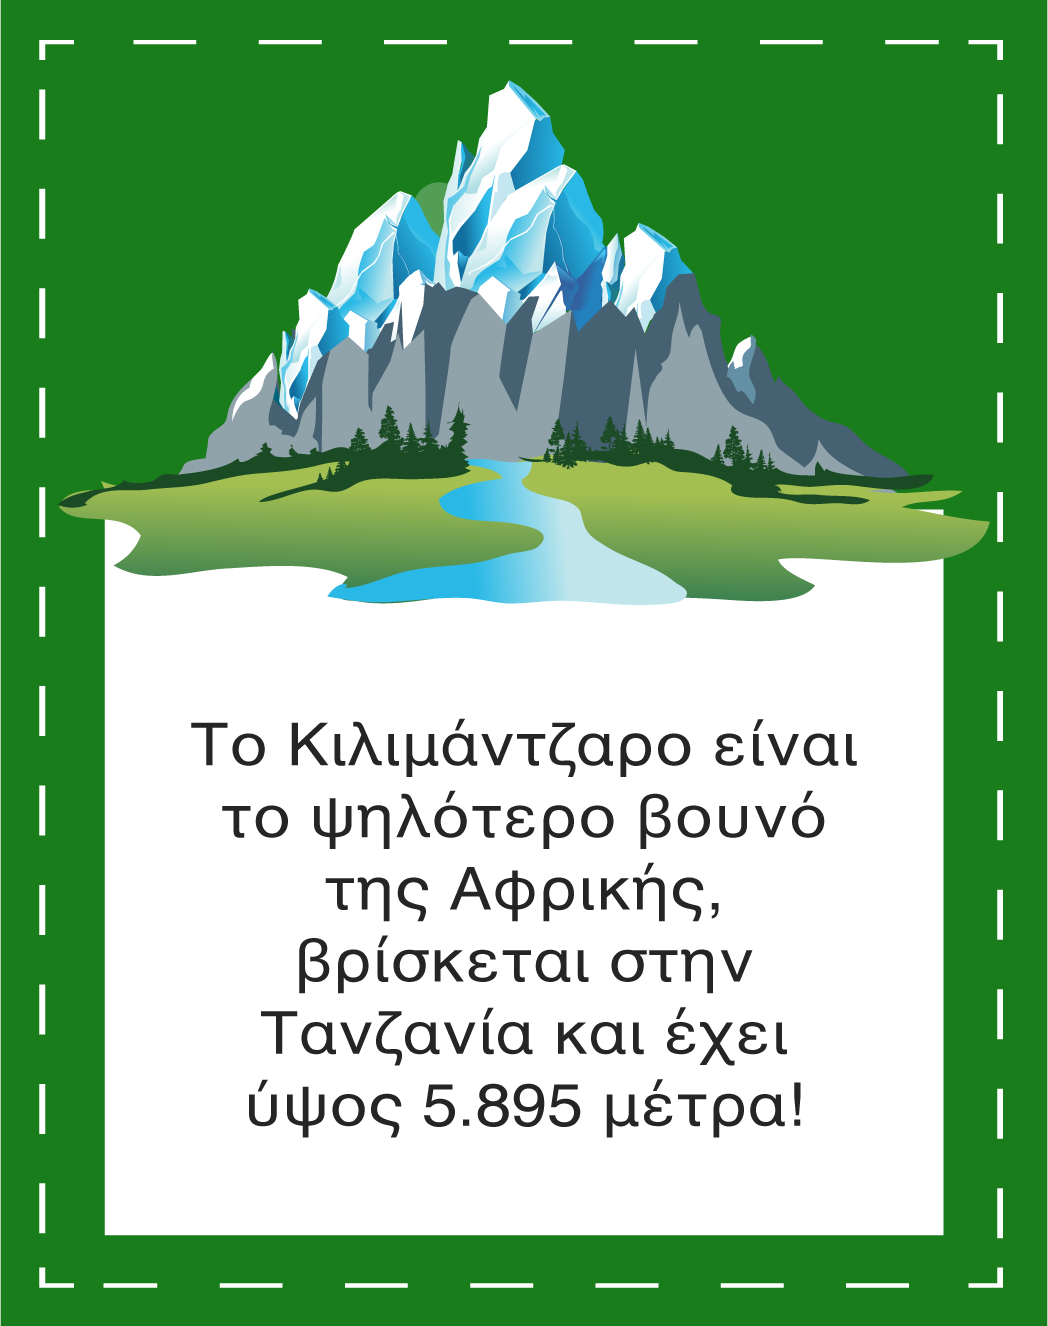 Το Κιλιμάντζαρο είναι
το ψηλότερο βουνό
της Αφρικής,
βρίσκεται στην
Τανζανία και έχει
ύψος 5.895 μέτρα!